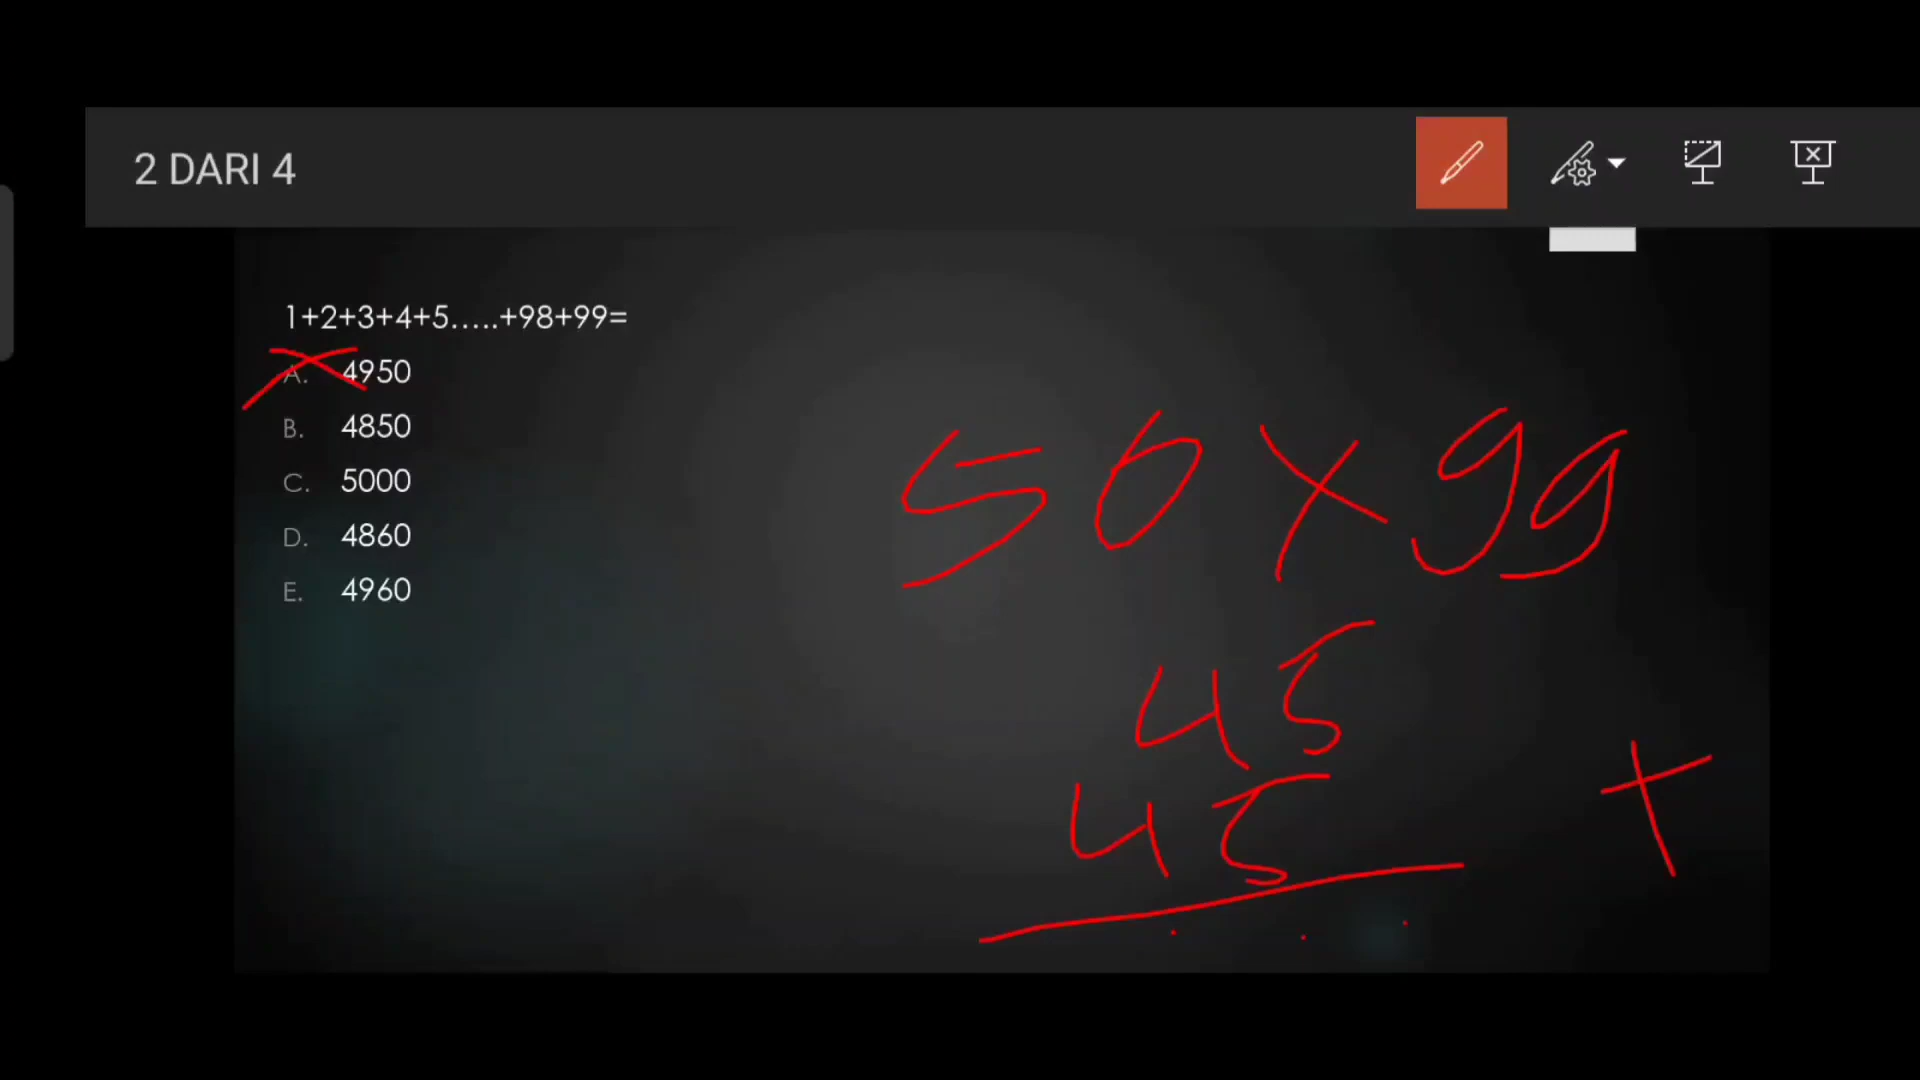 2 DARI 4
1+2+3+4+5.....+98+99=
A. 4950
B. 4850
C. 5000
D. 4860
E. 4960
50 x 99
45
45 +